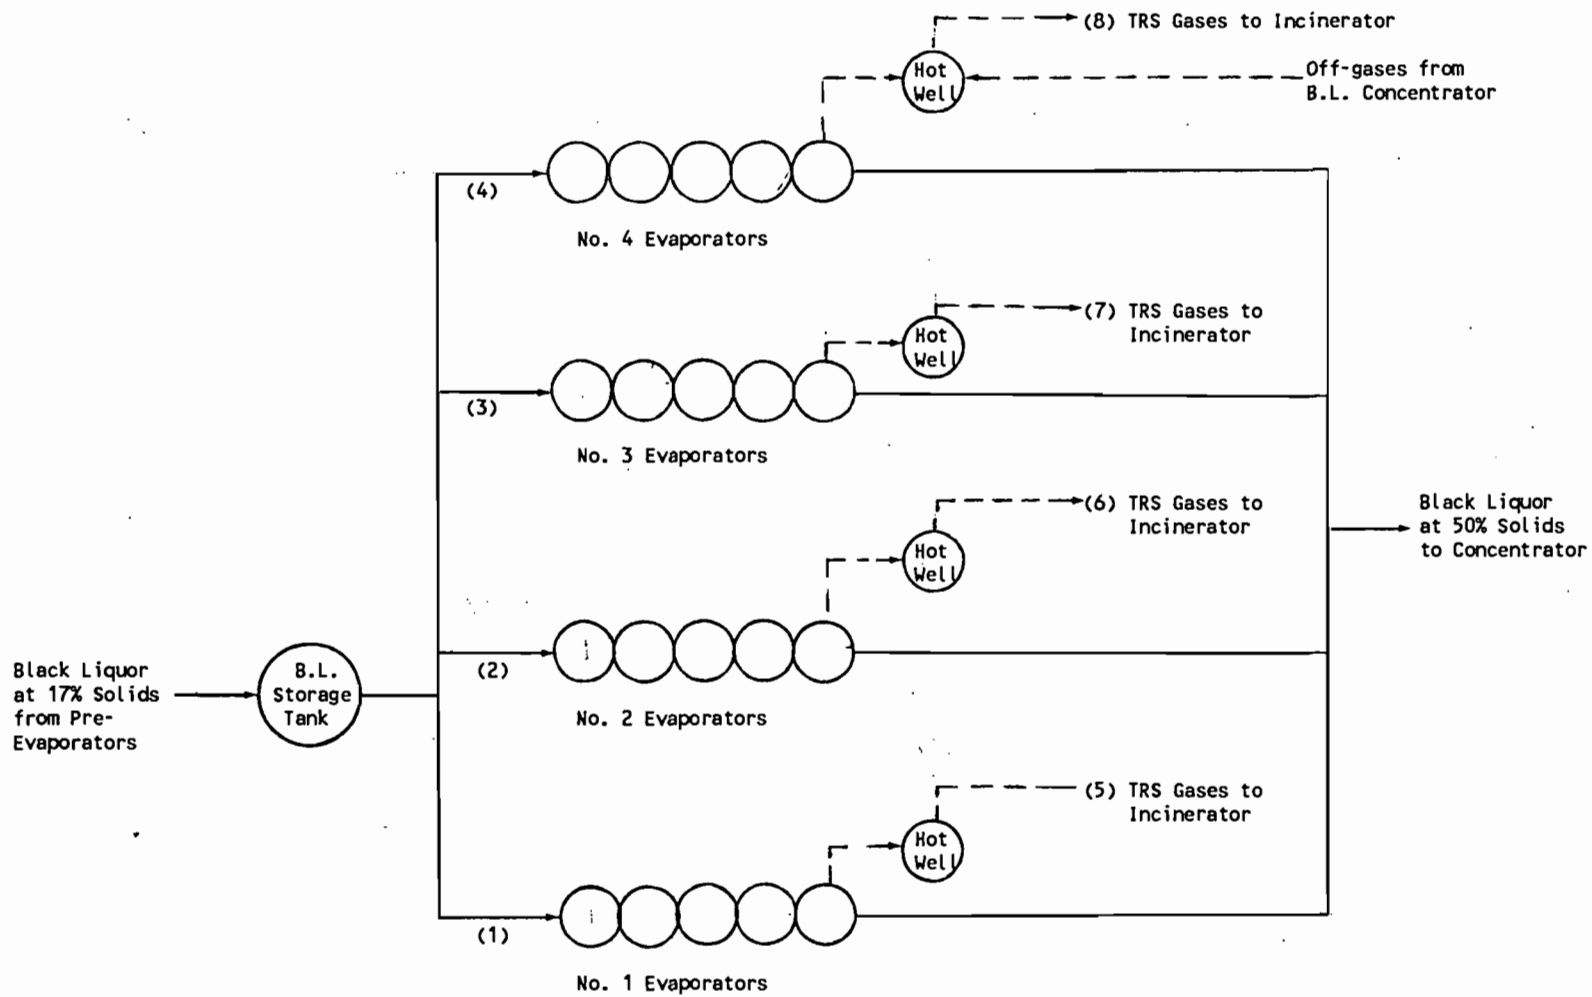 (8) TRS Gases to Incinerator
Hot
Well
Off-gases from
B.L. Concentrator
(4)
No. 4 Evaporators
(7) TRS Gases to
Incinerator
Hot
Well
(3)
No. 3 Evaporators
(6) TRS Gases to
Incinerator
Hot
Well
Black Liquor
at 50% Solids
to Concentrator
(2)
No. 2 Evaporators
Black Liquor
at 17% Solids
from Pre-
Evaporators
B.L.
Storage
Tank
(5) TRS Gases to
Incinerator
Hot
Well
(1)
No. 1 Evaporators